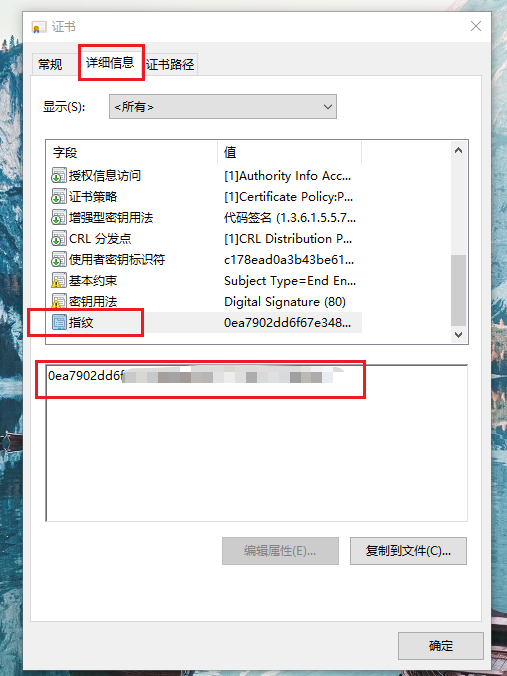 证书
常规 详细信息 证书路径
显示(S): <所有>
字段 值
授权信息访问 [1]Authority Info Acc...
证书策略 [1]Certificate Policy:P...
增强型密钥用法 代码签名 (1.3.6.1.5.5.7...
CRL 分发点 [1]CRL Distribution P...
使用者密钥标识符 c178ead0a3b43be61...
基本约束 Subject Type=End En...
密钥用法 Digital Signature (80)
指纹 0ea7902dd6f67e348...
0ea7902dd6f
编辑属性(E)... 复制到文件(C)...
确定